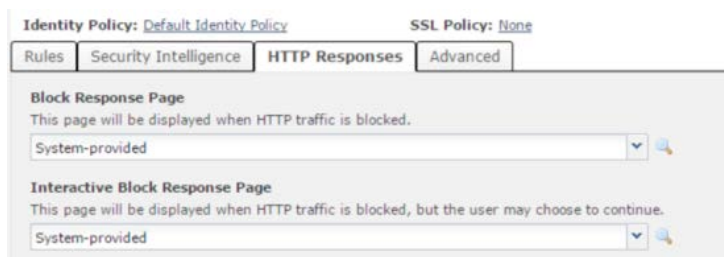 Identity Policy: Default Identity Policy SSL Policy: None
Rules Security Intelligence HTTP Responses Advanced
Block Response Page
This page will be displayed when HTTP traffic is blocked.
System-provided
Interactive Block Response Page
This page will be displayed when HTTP traffic is blocked, but the user may choose to continue.
System-provided